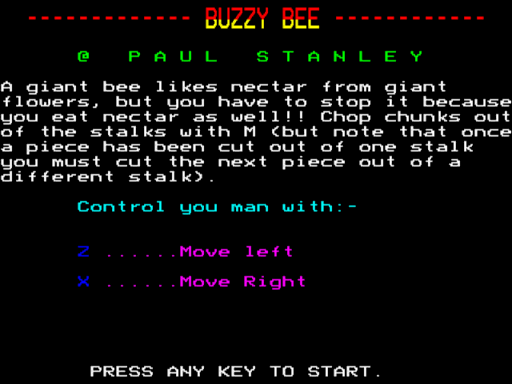 ------------- BUZZY BEE ------------
@ PAUL STANLEY
A giant bee likes nectar from giant
flowers, but you have to stop it because
you eat nectar as well!! Chop chunks out
of the stalks with M (but note that once
a piece has been cut out of one stalk
you must cut the next piece out of a
different stalk).
Control you man with:-
Z ......Move left
X ......Move Right
PRESS ANY KEY TO START.